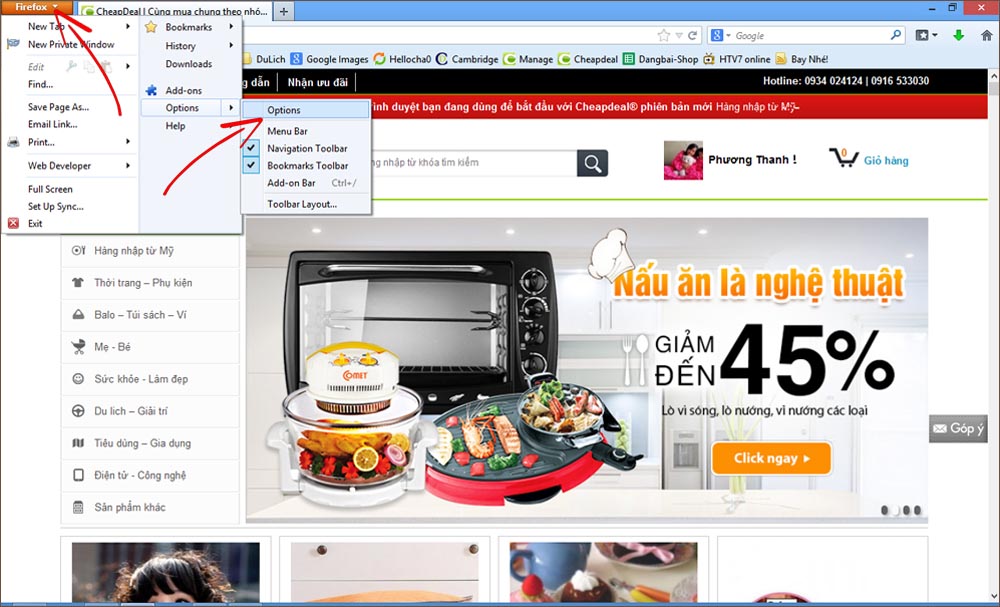 Firefox
CheapDeal | Cùng mua chung theo nhó...
New Tab
New Private Window
Edit
Find...
Save Page As...
Email Link...
Print...
Web Developer
Full Screen
Set Up Sync...
Exit
Bookmarks
History
Downloads
Add-ons
Options
Help
Options
Menu Bar
Navigation Toolbar
Bookmarks Toolbar
Add-on Bar Ctrl+/
Toolbar Layout...
Google
DuLich
Google Images
Hellocha0
Cambridge
Manage
Cheapdeal
Dangbai-Shop
HTV7 online
Bay Nhé!
g dẫn
Nhận ưu đãi
Hotline: 0934 024124 | 0916 533030
rình duyệt bạn đang dùng để bắt đầu với Cheapdeal® phiên bản mới Hàng nhập từ Mỹ
ng nhập từ khóa tìm kiếm
Phương Thanh !
0
Giỏ hàng
Hàng nhập từ Mỹ
Thời trang – Phụ kiện
Balo – Túi sách – Ví
Mẹ - Bé
Sức khỏe - Làm đẹp
Du lich – Giải trí
Tiêu dùng – Gia dụng
Điện tử - Công nghệ
Sản phẩm khác
COMET
Nấu ăn là nghệ thuật
GIẢM
ĐẾN
45%
Lò vi sóng, lò nướng, vỉ nướng các loại
Click ngay
Góp ý